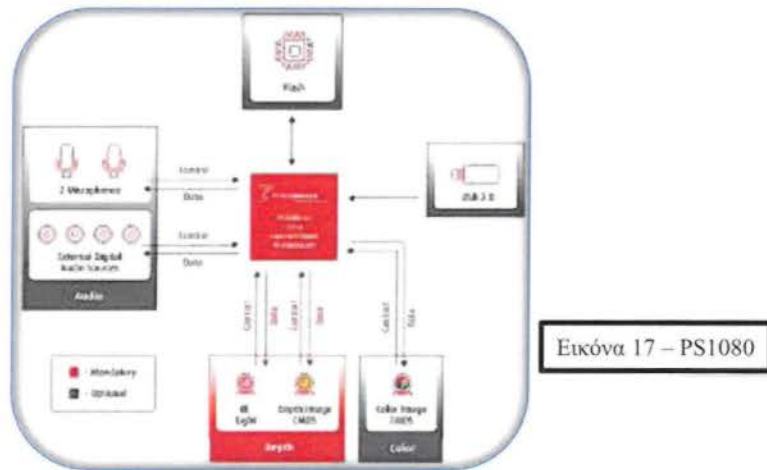 Flash
Control
Data
2 Microphones
USB 2.0
Control
Data
External Digital
Audio Sources
Audio
Control
Data
Control
Data
Control
Data
Mandatory
Optional
IR
Light
Depth Image
CMOS
Color Image
CMOS
Depth
Color
Εικόνα 17 – PS1080